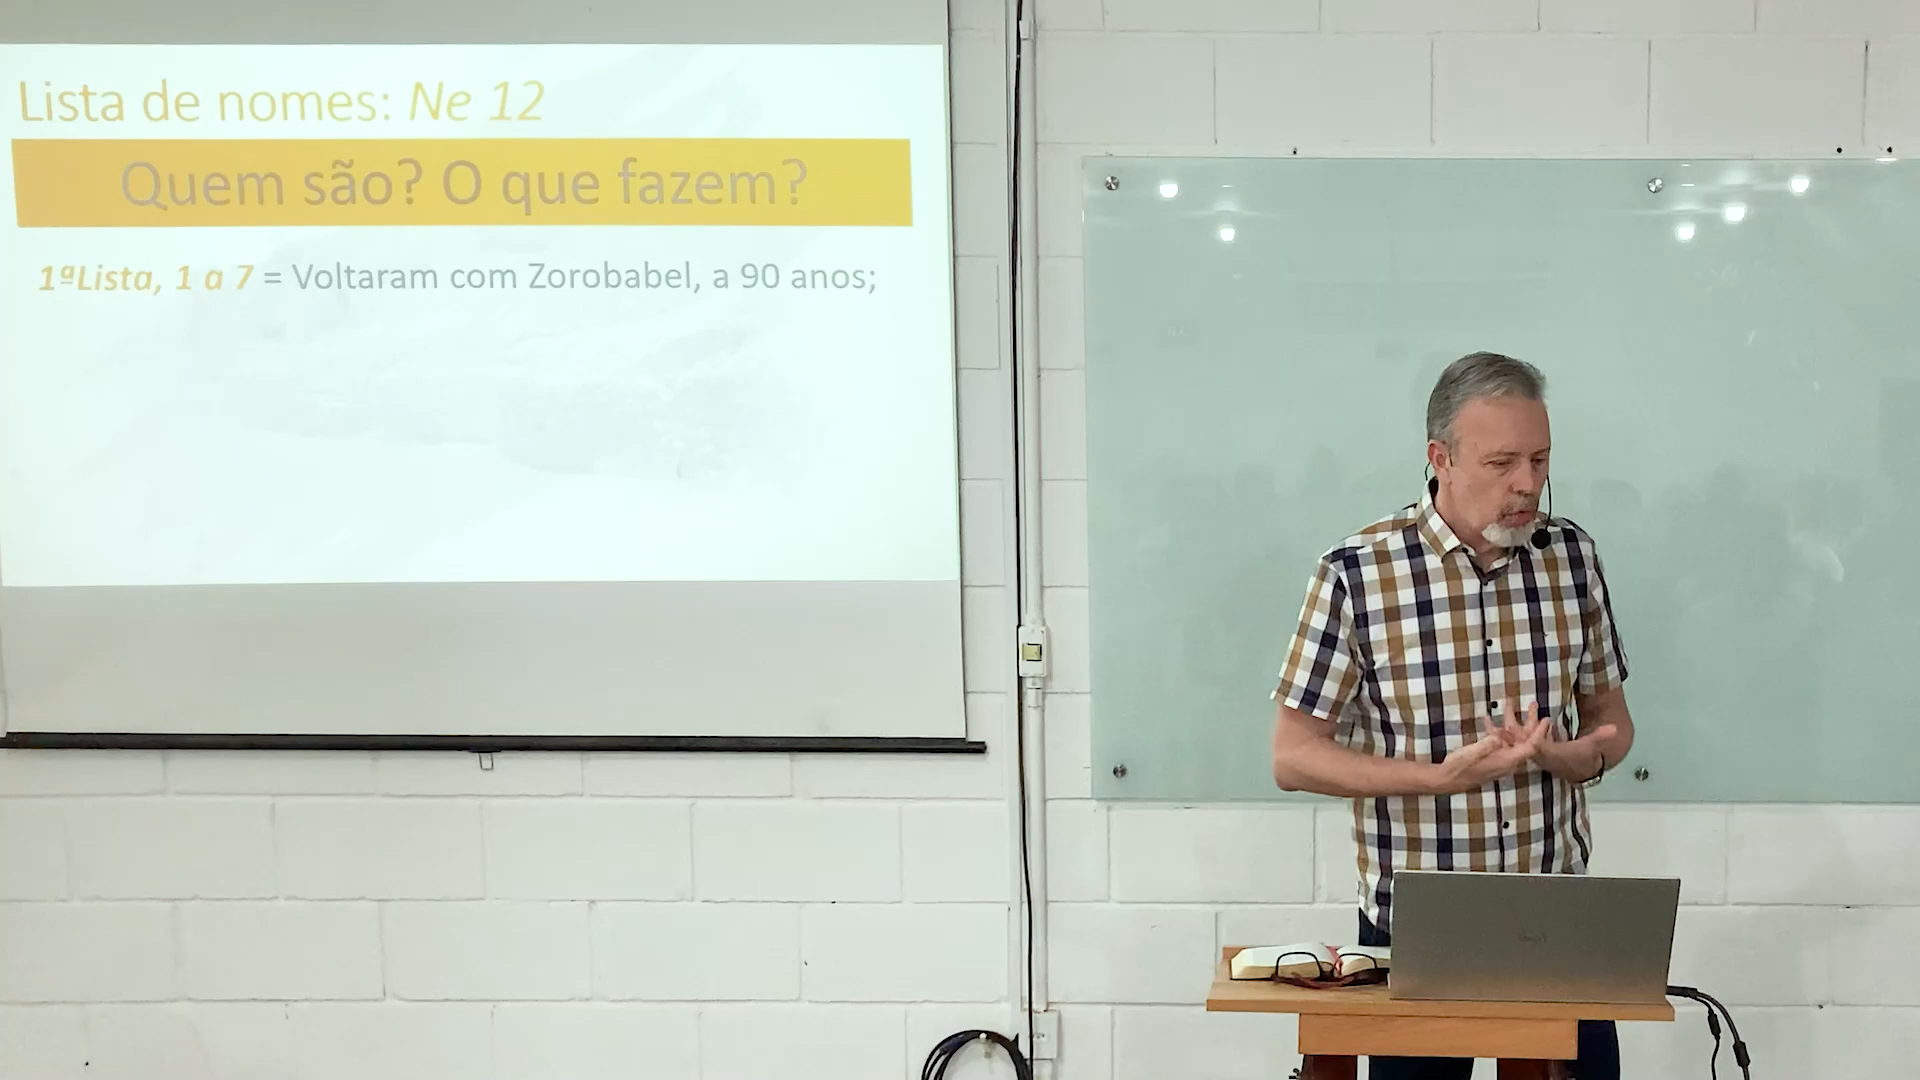 Lista de nomes: Ne 12
Quem são? O que fazem?
1ªLista, 1 a 7 = Voltaram com Zorobabel, a 90 anos;